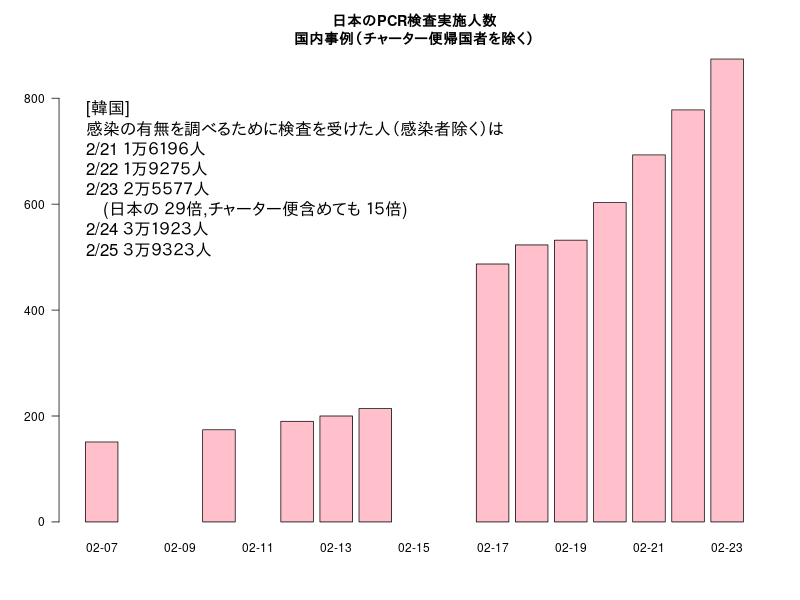 日本のPCR検査実施人数
国内事例（チャーター便帰国者を除く）
[韓国]
感染の有無を調べるために検査を受けた人（感染者除く）は
2/21 1万6196人
2/22 1万9275人
2/23 2万5577人
(日本の 29倍,チャーター便含めても 15倍)
2/24 3万1923人
2/25 3万9323人
800
600
400
200
0
02-07 02-09 02-11 02-13 02-15 02-17 02-19 02-21 02-23